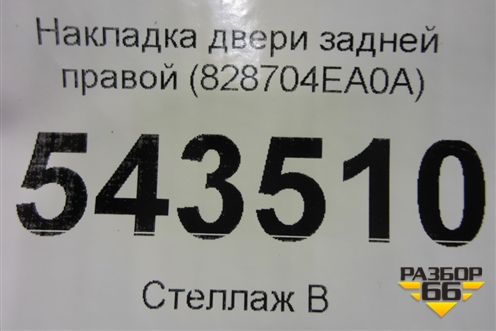 Накладка двери задней
правой (828704EA0A)
543510
Стеллаж В
РАЗБОР
66